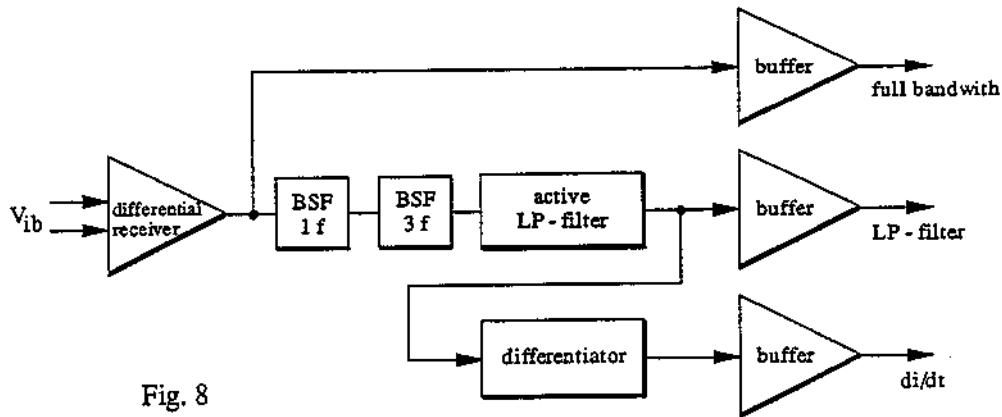 buffer
full bandwith
V_ib
differential
receiver
BSF
1 f
BSF
3 f
active
LP - filter
buffer
LP - filter
differentiator
buffer
di/dt
Fig. 8